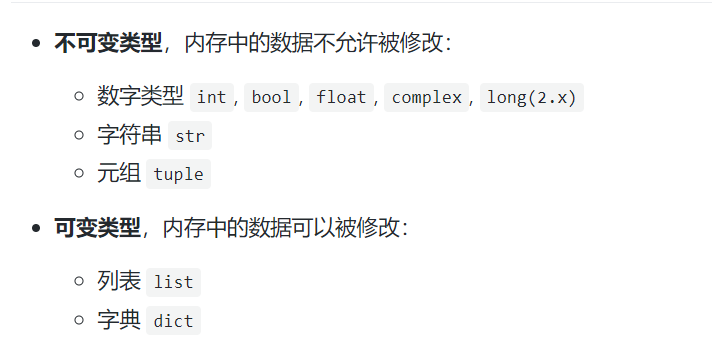 不可变类型，内存中的数据不允许被修改：
数字类型 int, bool, float, complex, long(2.x)
字符串 str
元组 tuple
可变类型，内存中的数据可以被修改：
列表 list
字典 dict